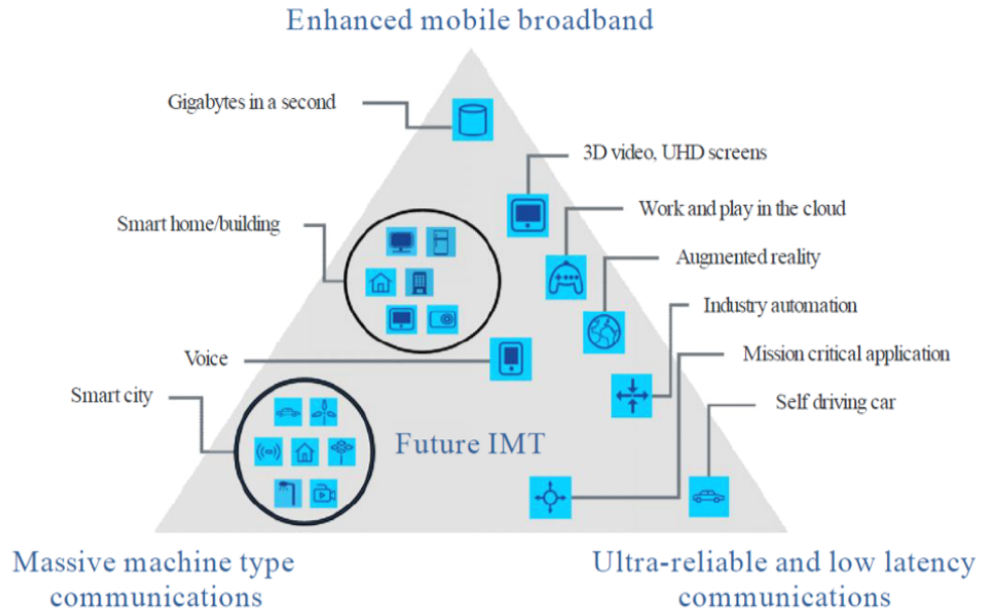 Enhanced mobile broadband
Gigabytes in a second
3D video, UHD screens
Smart home/building
Work and play in the cloud
Augmented reality
Industry automation
Voice
Mission critical application
Smart city
Self driving car
Future IMT
Massive machine type
communications
Ultra-reliable and low latency
communications